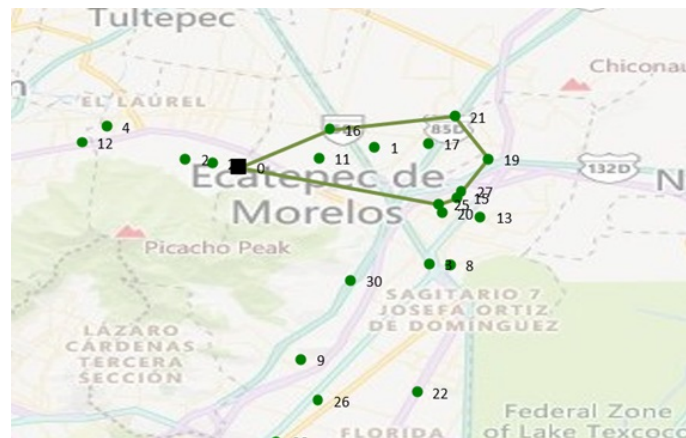 Tultepec
Chiconau
EL LAUREL
4
12
16
21
85D
17
1
11
19
132D
N
2
0
Ecatepec de
Morelos
27
15
25
20
13
Picacho Peak
8
30
SAGITARIO 7
JOSEFA ORTIZ
DE DOMÍNGUEZ
LÁZARO
CÁRDENAS
TERCERA
SECCIÓN
9
26
22
FLORIDA
Federal Zone
of Lake Texcoco